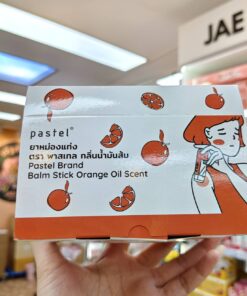 JAE
pastel®
ยาหม่องแท่ง
ตรา พาสเทล กลิ่นน้ำมันส้ม
Pastel Brand
Balm Stick Orange Oil Scent